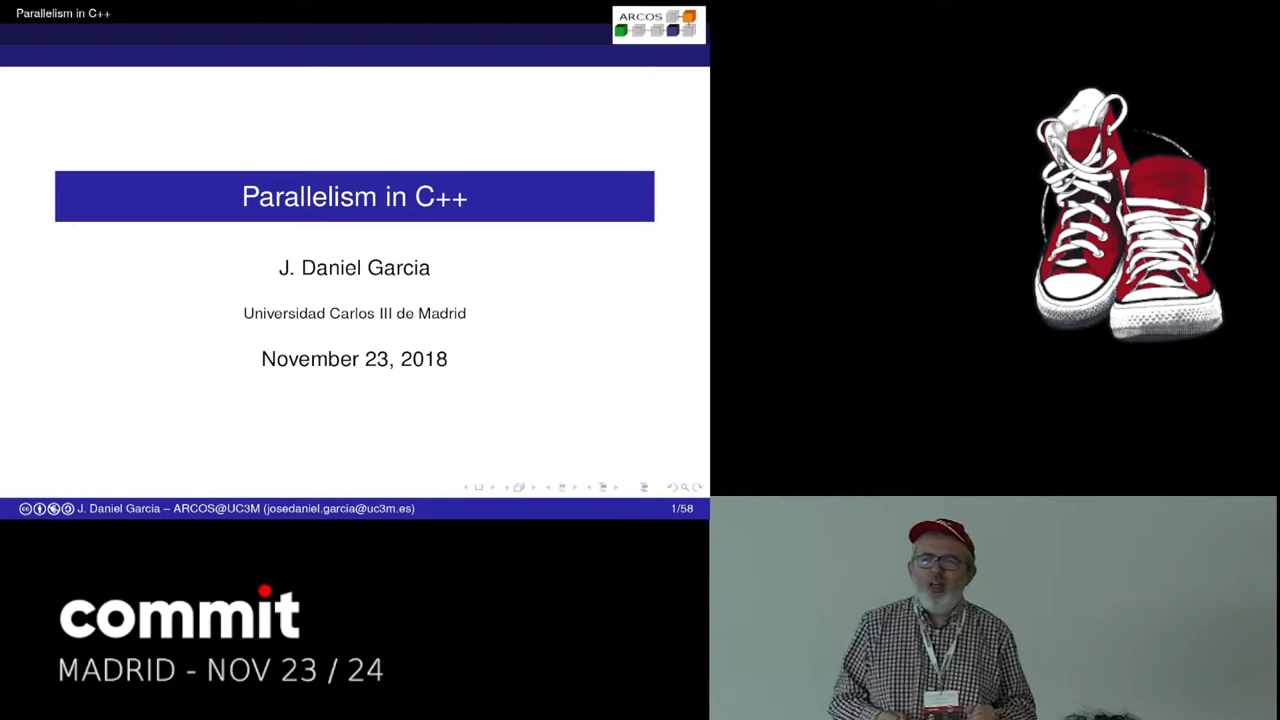 Parallelism in C++
ARCOS
Parallelism in C++
J. Daniel Garcia
Universidad Carlos III de Madrid
November 23, 2018
J. Daniel Garcia – ARCOS@UC3M (josedaniel.garcia@uc3m.es)
1/58
commit
MADRID - NOV 23 / 24